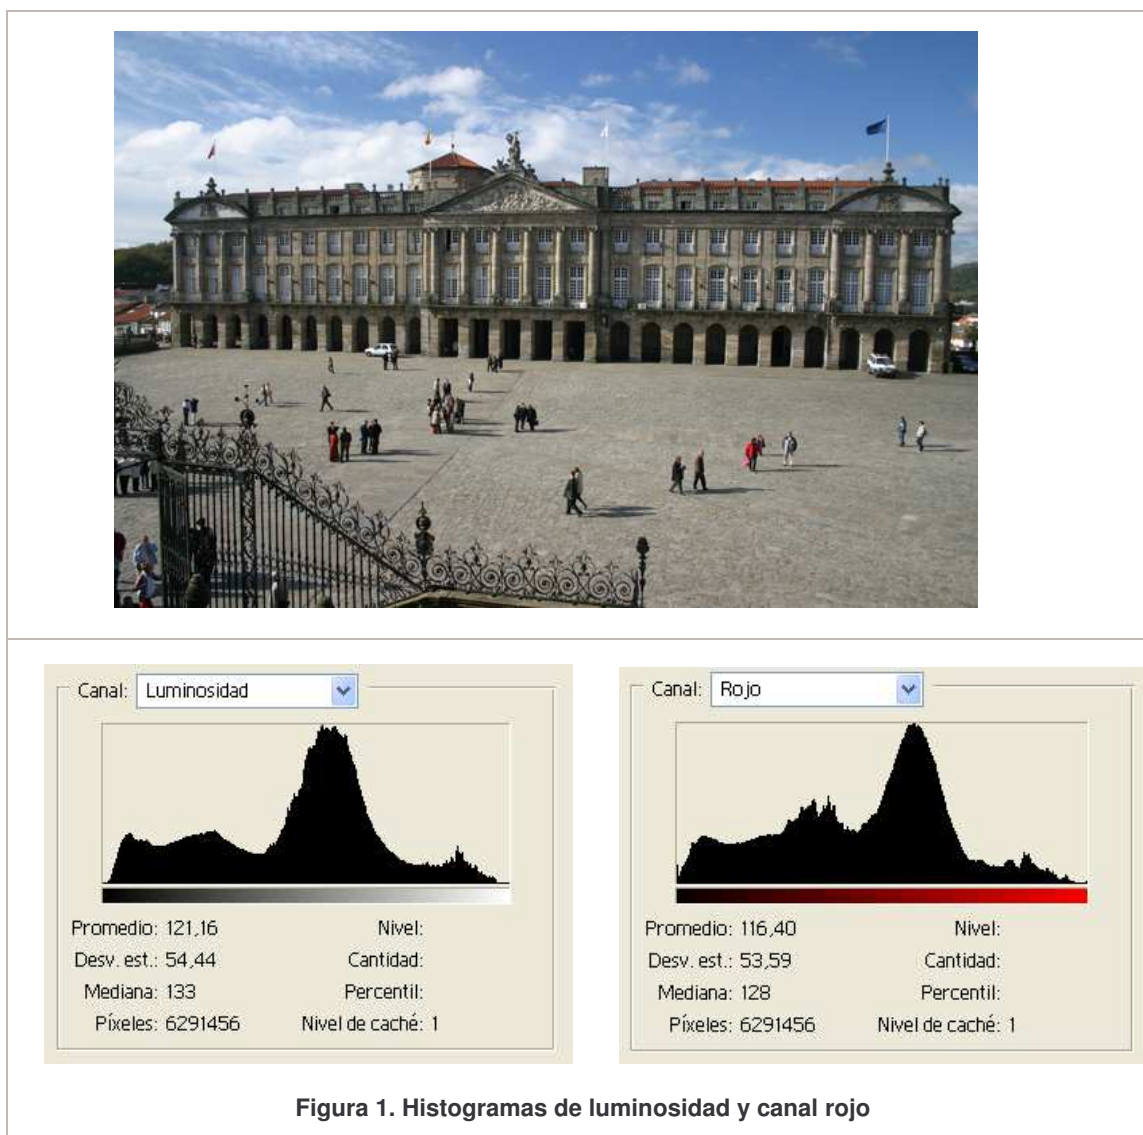 Canal: Luminosidad
Promedio: 121,16 Nivel:
Desv. est.: 54,44 Cantidad:
Mediana: 133 Percentil:
Píxeles: 6291456 Nivel de caché: 1
Canal: Rojo
Promedio: 116,40 Nivel:
Desv. est.: 53,59 Cantidad:
Mediana: 128 Percentil:
Píxeles: 6291456 Nivel de caché: 1
Figura 1. Histogramas de luminosidad y canal rojo